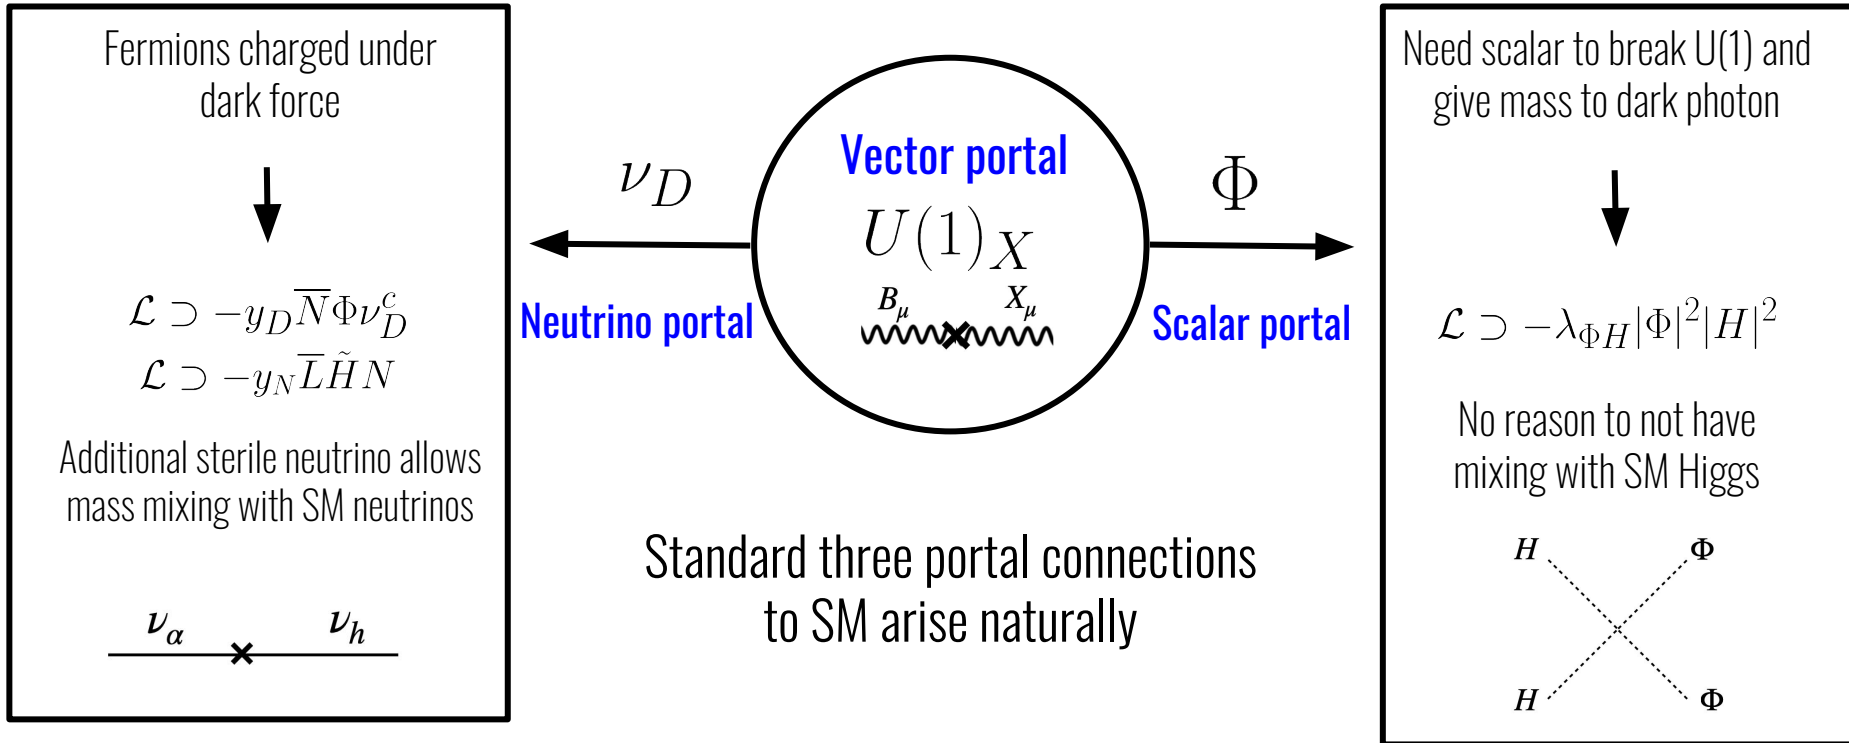 Fermions charged under
dark force
ℒ ⊃ −y_D N̅Φν_D^c
ℒ ⊃ −y_N L̅H̃N
Additional sterile neutrino allows
mass mixing with SM neutrinos
ν_α ν_h
ν_D
Neutrino portal
Vector portal
U(1)_X
B_μ X_μ
Φ
Scalar portal
Standard three portal connections
to SM arise naturally
Need scalar to break U(1) and
give mass to dark photon
ℒ ⊃ −λ_{ΦH}|Φ|²|H|²
No reason to not have
mixing with SM Higgs
H Φ
H Φ